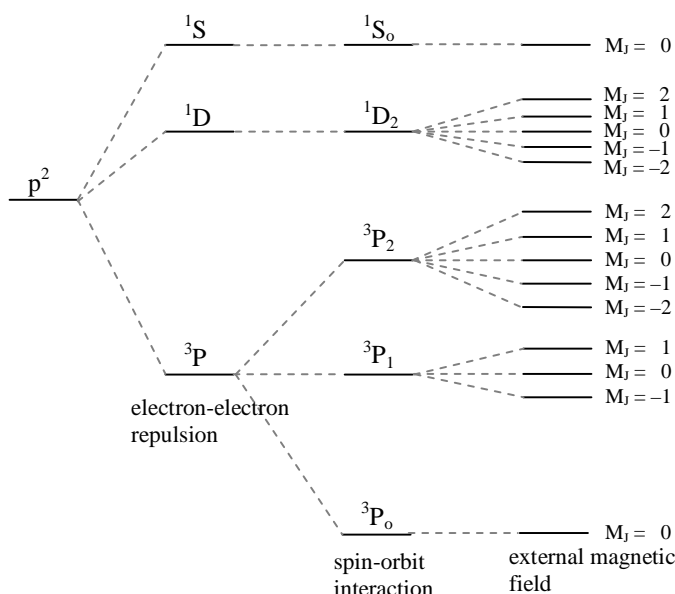 ¹S
¹Sₒ
M_J = 0
¹D
¹D₂
M_J = 2
M_J = 1
M_J = 0
M_J = –1
M_J = –2
p²
³P₂
M_J = 2
M_J = 1
M_J = 0
M_J = –1
M_J = –2
³P
³P₁
M_J = 1
M_J = 0
M_J = –1
electron-electron
repulsion
³Pₒ
M_J = 0
spin-orbit
interaction
external magnetic
field